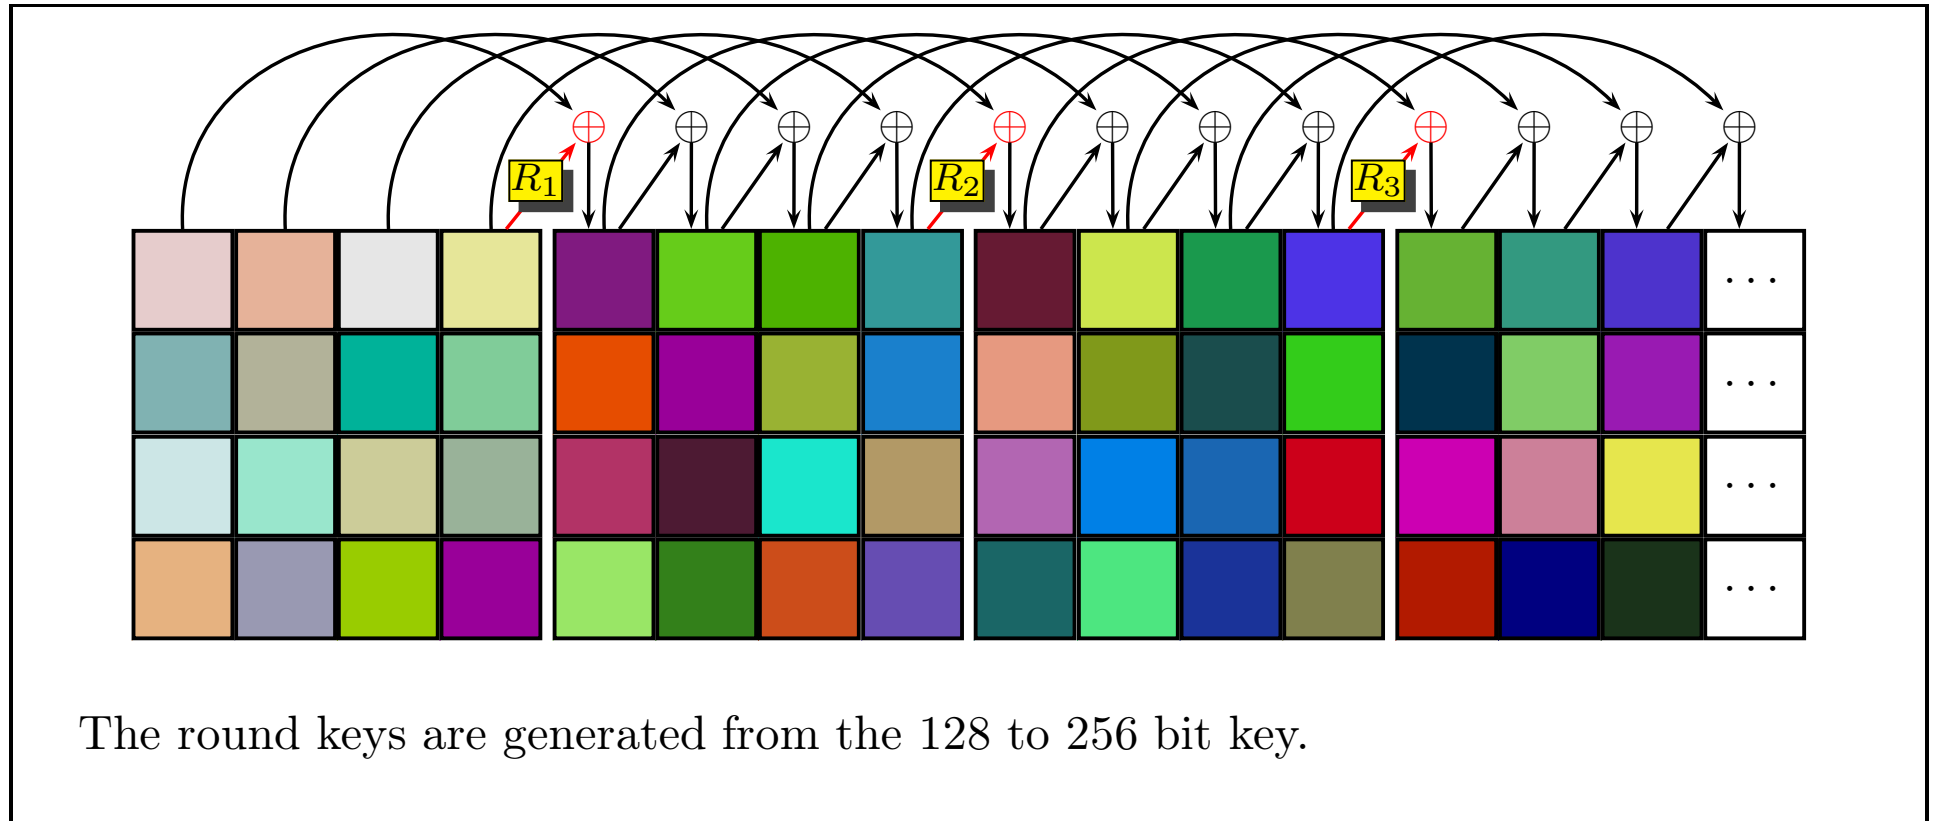 R₁ R₂ R₃
···
···
···
···
The round keys are generated from the 128 to 256 bit key.